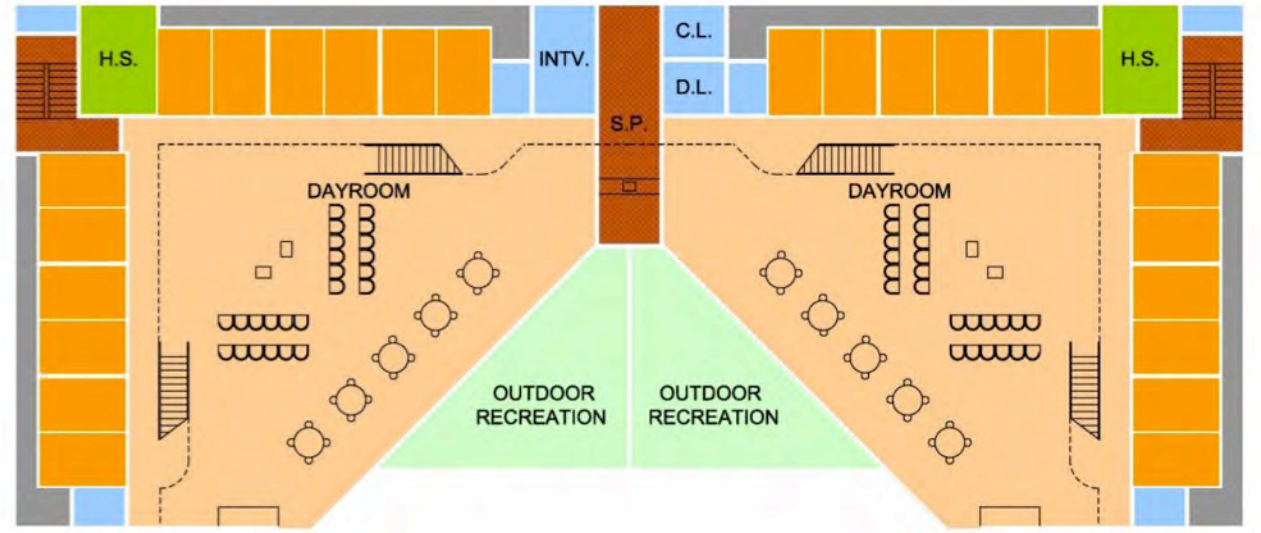 H.S.
INTV.
C.L.
D.L.
S.P.
H.S.
DAYROOM
DAYROOM
OUTDOOR
RECREATION
OUTDOOR
RECREATION